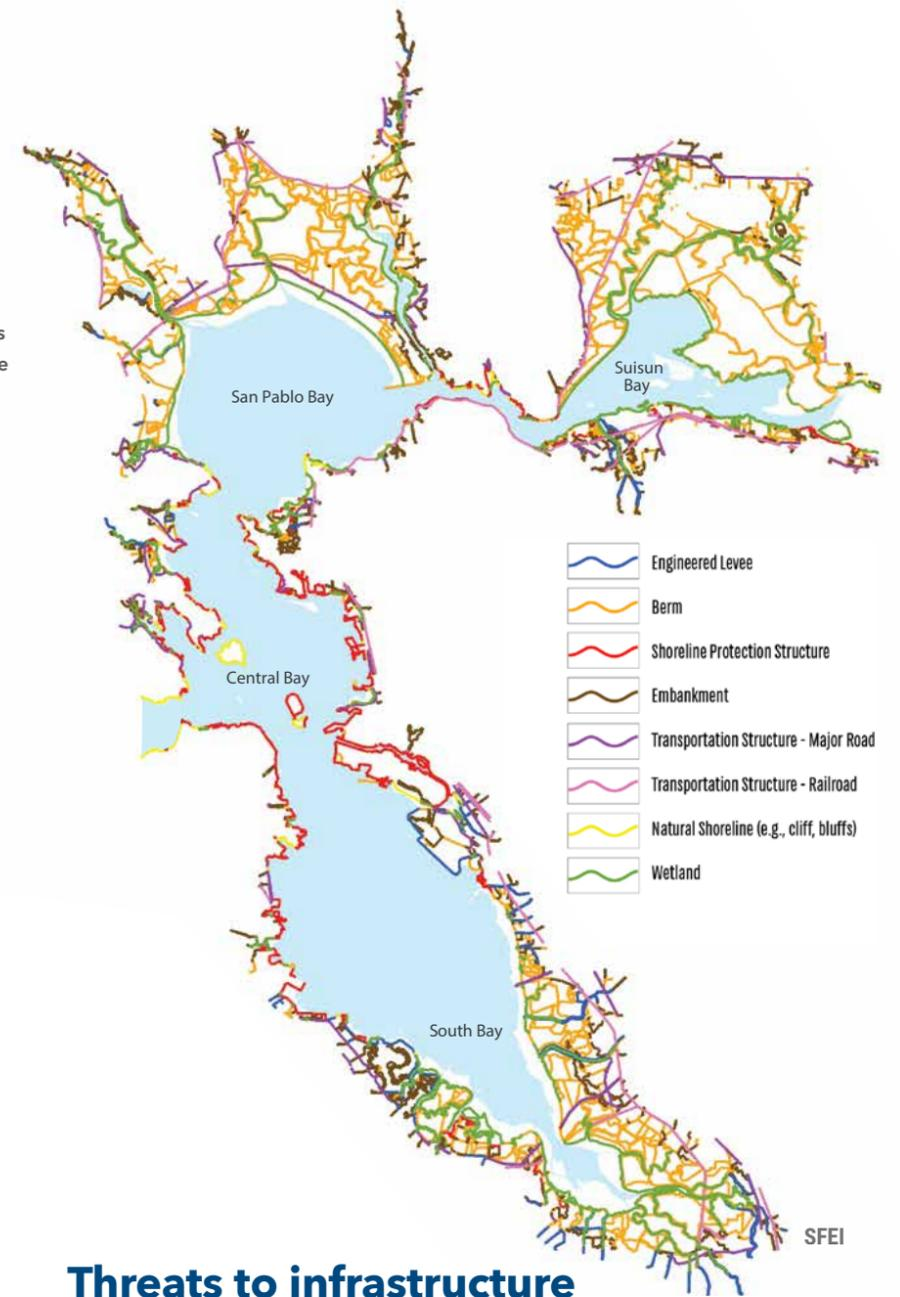 s
e
San Pablo Bay
Suisun
Bay
Central Bay
South Bay
Engineered Levee
Berm
Shoreline Protection Structure
Embankment
Transportation Structure - Major Road
Transportation Structure - Railroad
Natural Shoreline (e.g., cliff, bluffs)
Wetland
SFEI
Threats to infrastructure